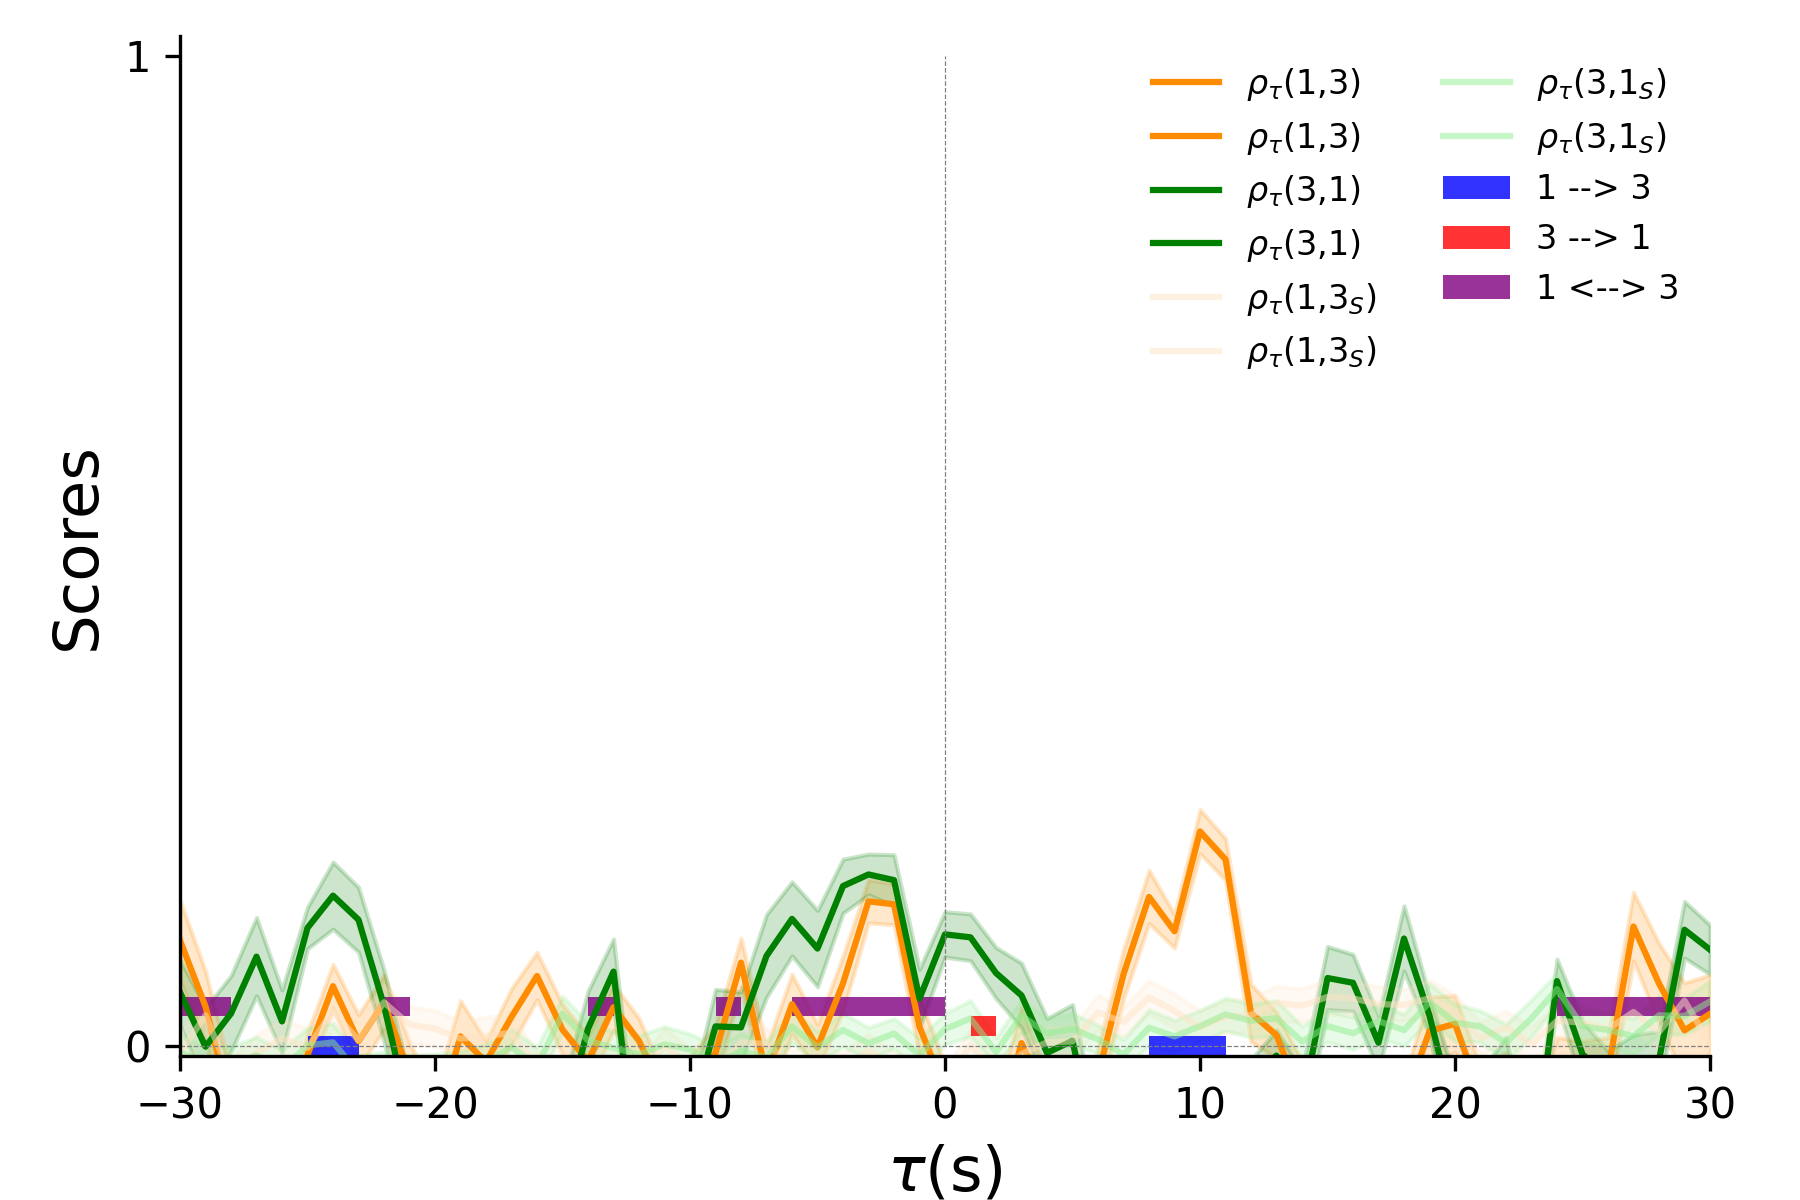 1
ρτ(1,3)
ρτ(1,3)
ρτ(3,1)
ρτ(3,1)
ρτ(1,3S)
ρτ(1,3S)
ρτ(3,1S)
ρτ(3,1S)
1 --> 3
3 --> 1
1 <--> 3
Scores
0
−30 −20 −10 0 10 20 30
τ(s)